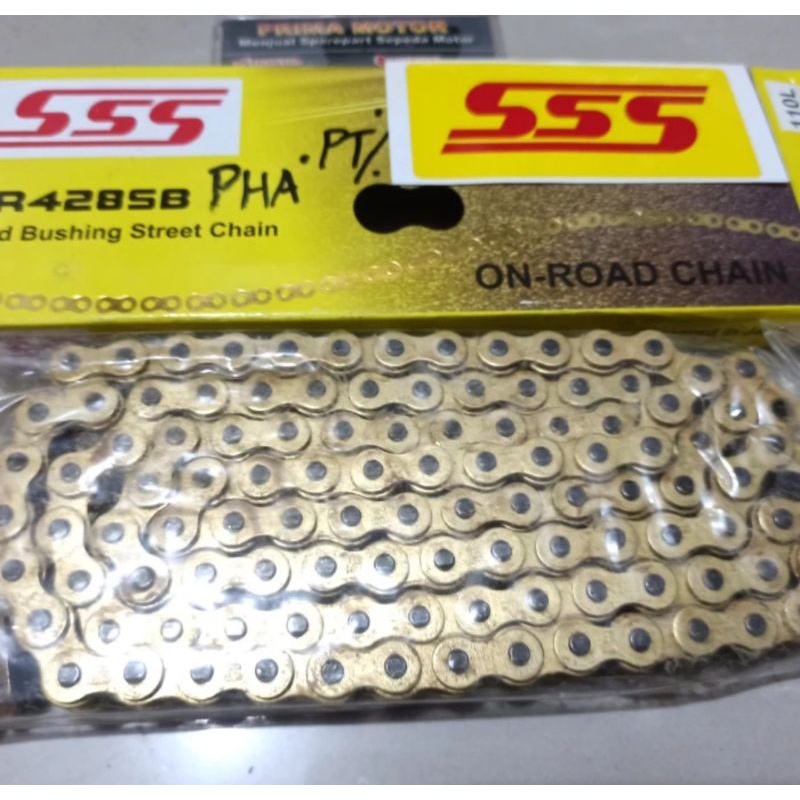 PRIMA MOTOR
Menjual Sparepart Sepeda Motor
SSS
SSS
110L
R428SB PHA .PT/
d Bushing Street Chain
ON-ROAD CHAIN